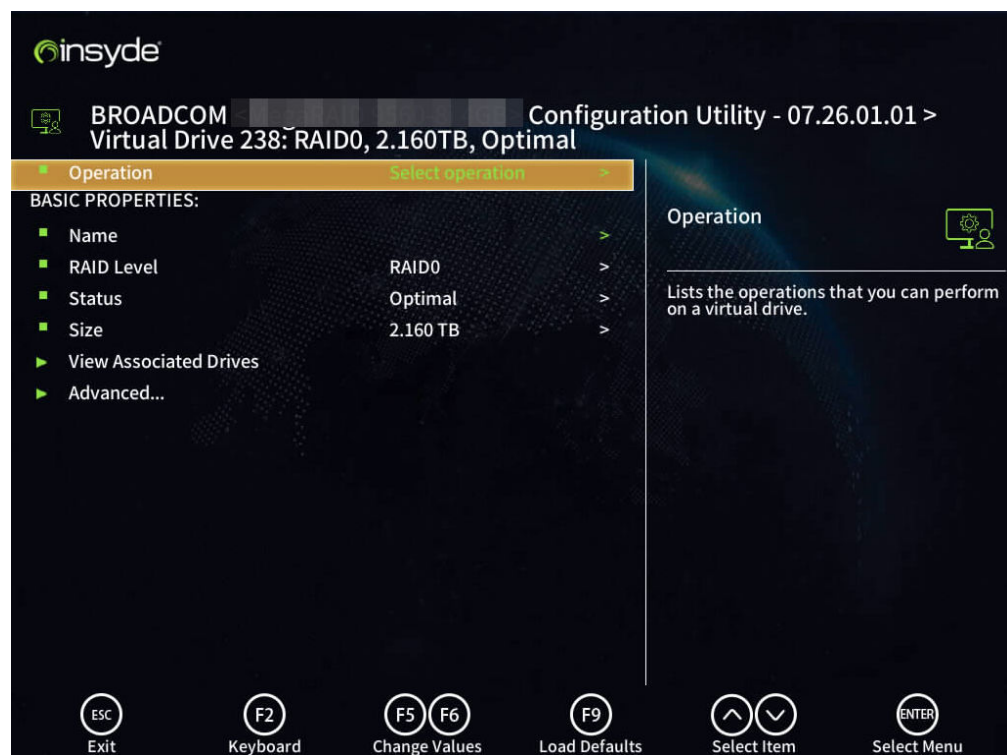 insyde
BROADCOM Configuration Utility - 07.26.01.01 >
Virtual Drive 238: RAID0, 2.160TB, Optimal
Operation Select operation >
BASIC PROPERTIES:
Name >
RAID Level RAID0 >
Status Optimal >
Size 2.160 TB >
View Associated Drives
Advanced...
Operation
Lists the operations that you can perform
on a virtual drive.
ESC F2 F5 F6 F9 ENTER
Exit Keyboard Change Values Load Defaults Select Item Select Menu